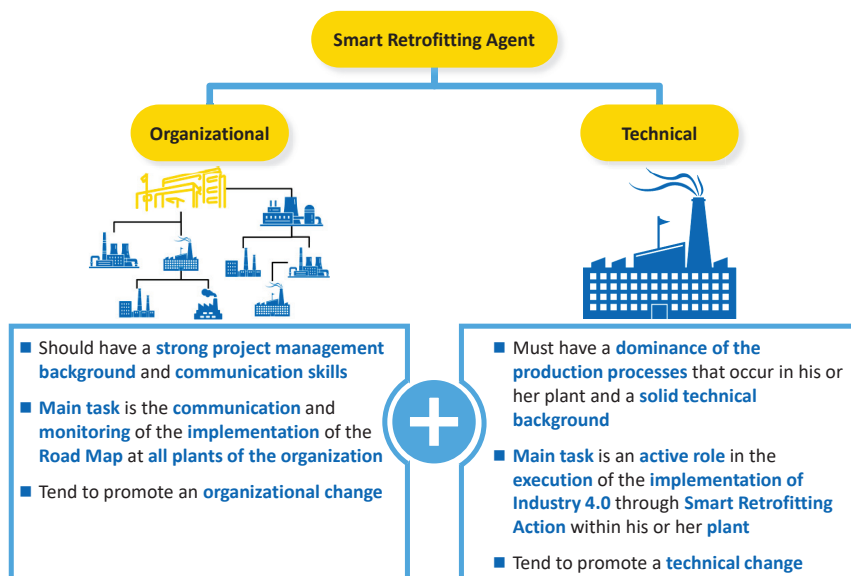 Smart Retrofitting Agent
Organizational
Technical
■ Should have a strong project management
background and communication skills
■ Main task is the communication and
monitoring of the implementation of the
Road Map at all plants of the organization
■ Tend to promote an organizational change
+
■ Must have a dominance of the
production processes that occur in his or
her plant and a solid technical
background
■ Main task is an active role in the
execution of the implementation of
Industry 4.0 through Smart Retrofitting
Action within his or her plant
■ Tend to promote a technical change